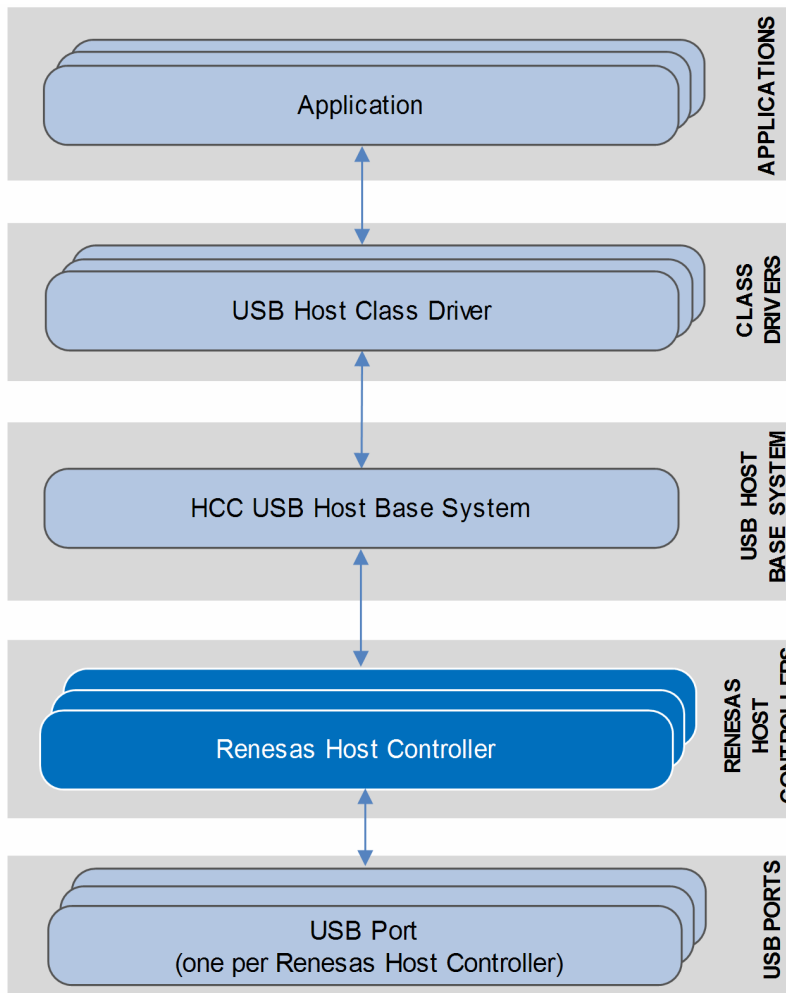 Application
APPLICATIONS
USB Host Class Driver
CLASS
DRIVERS
HCC USB Host Base System
USB HOST
BASE SYSTEM
Renesas Host Controller
RENESAS
HOST
CONTROLLERS
USB Port
(one per Renesas Host Controller)
USB PORTS